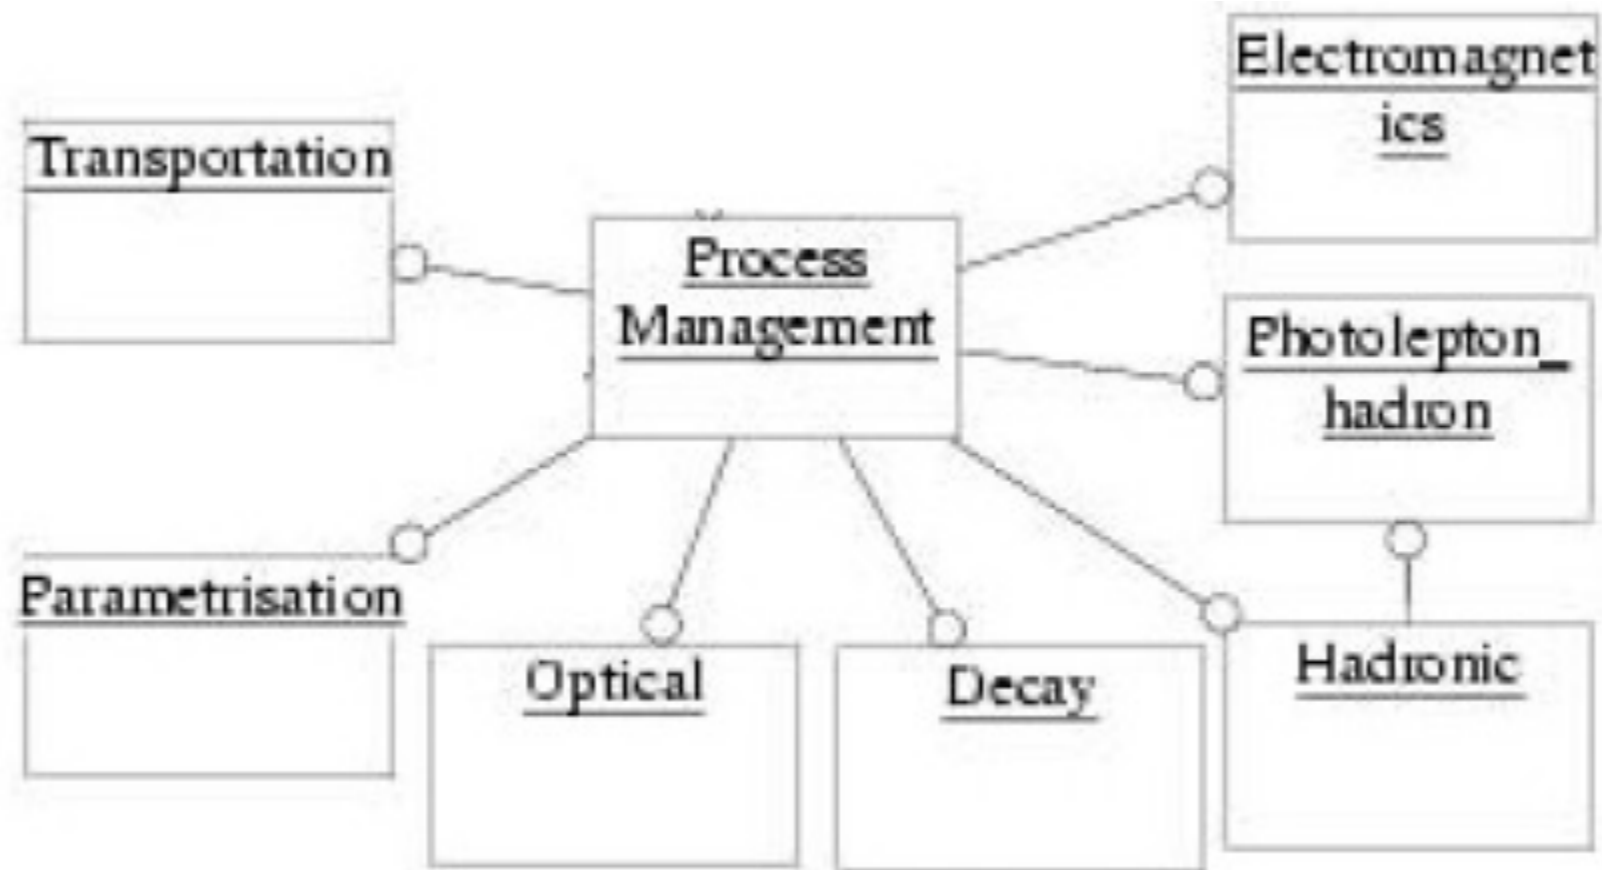 Electromagnet
ics
Transportation
Process
Management
Photolepton_
hadron
Parametrisation
Optical
Decay
Hadronic